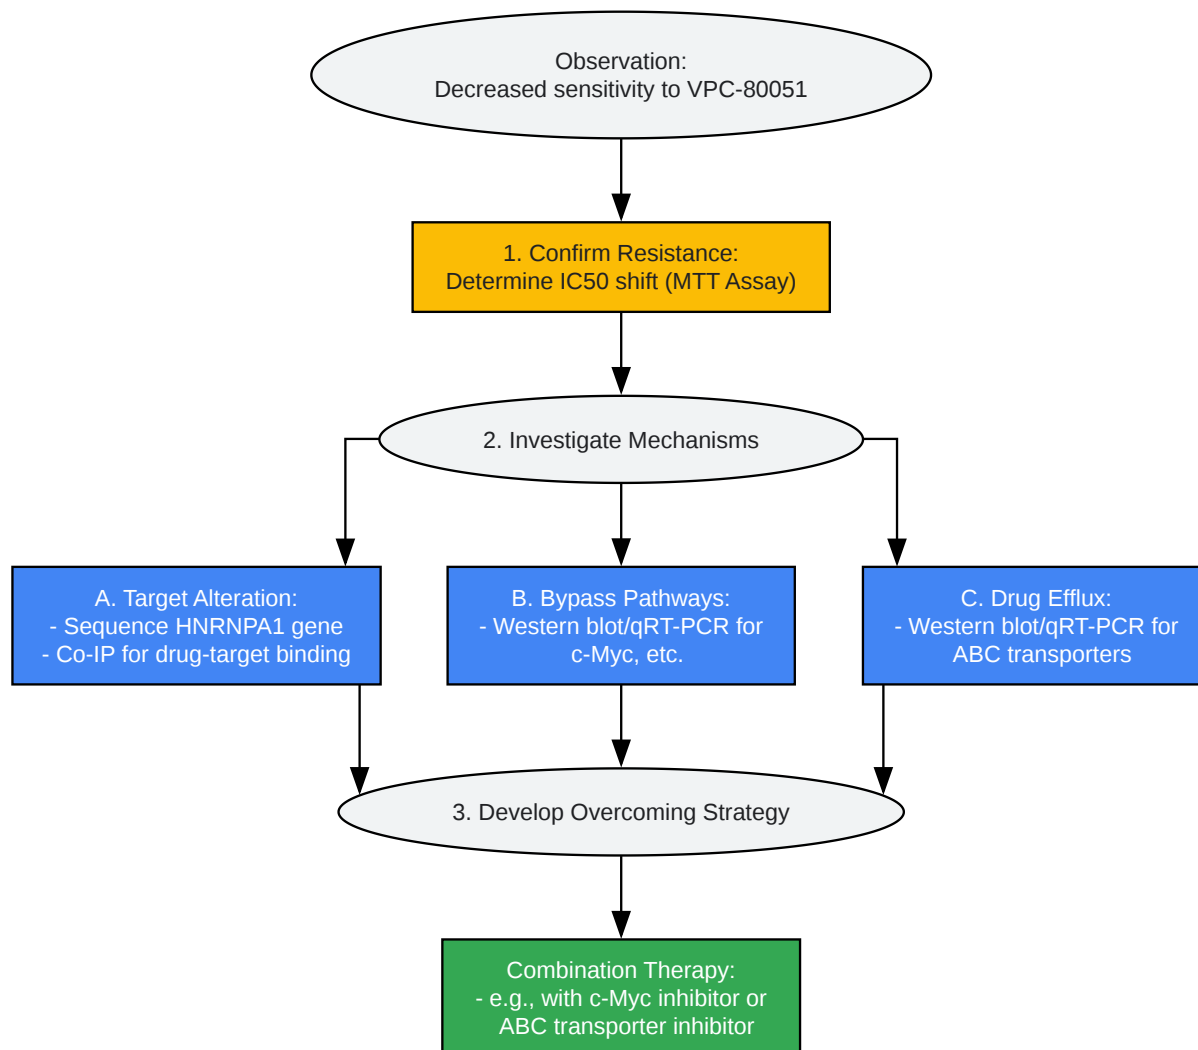 Observation:
Decreased sensitivity to VPC-80051
1. Confirm Resistance:
Determine IC50 shift (MTT Assay)
2. Investigate Mechanisms
A. Target Alteration:
- Sequence HNRNPA1 gene
- Co-IP for drug-target binding
B. Bypass Pathways:
- Western blot/qRT-PCR for
c-Myc, etc.
C. Drug Efflux:
- Western blot/qRT-PCR for
ABC transporters
3. Develop Overcoming Strategy
Combination Therapy:
- e.g., with c-Myc inhibitor or
ABC transporter inhibitor